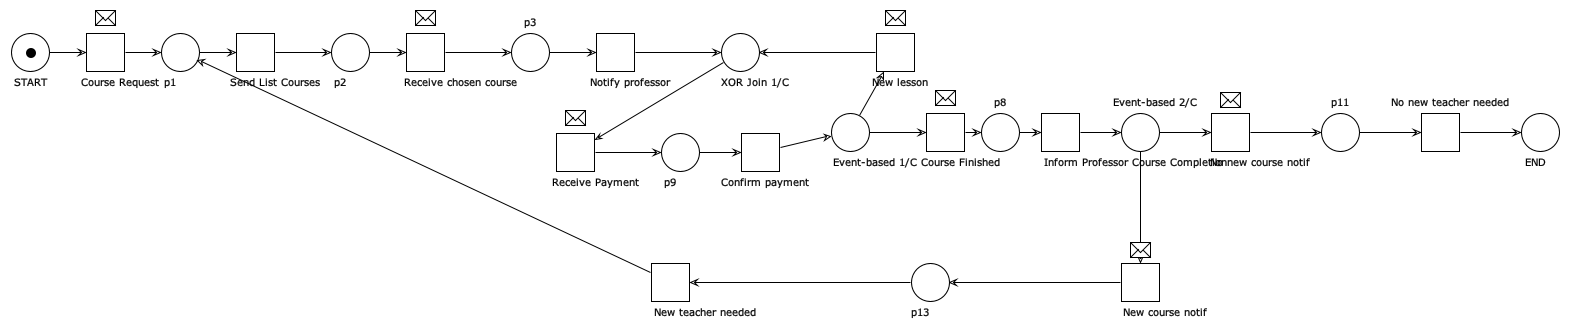 p3
START
Course Request
p1
Send List Courses
p2
Receive chosen course
Notify professor
XOR Join 1/C
New lesson
p8
Event-based 2/C
p11
No new teacher needed
Receive Payment
p9
Confirm payment
Event-based 1/C
Course Finished
Inform Professor Course Completion
new course notif
END
New teacher needed
p13
New course notif